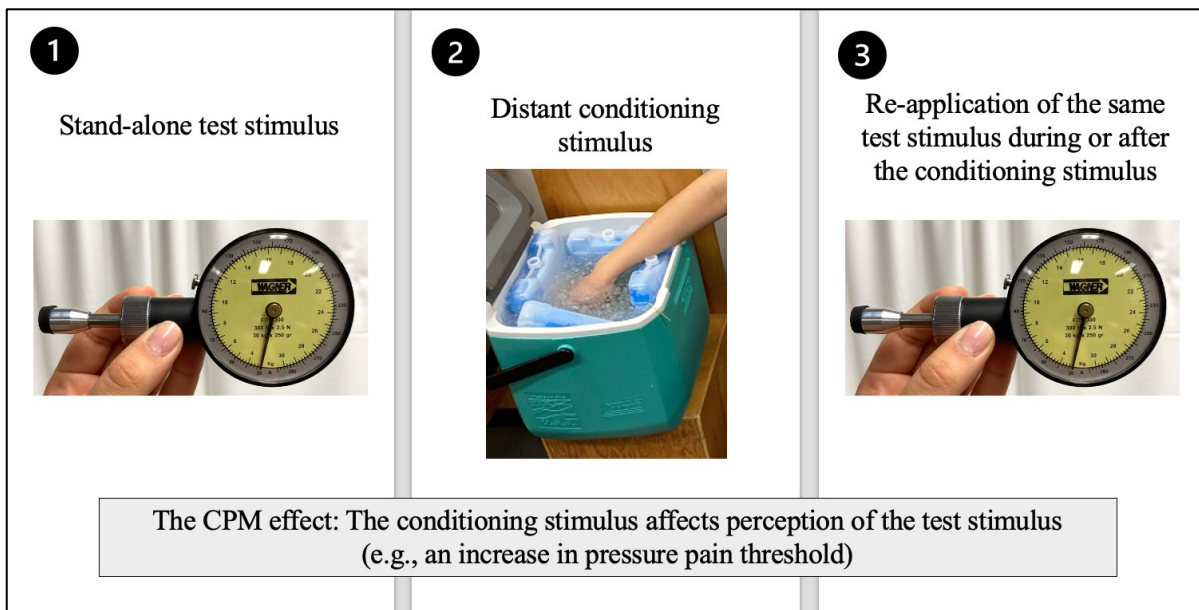 1
Stand-alone test stimulus
2
Distant conditioning
stimulus
3
Re-application of the same
test stimulus during or after
the conditioning stimulus
WAGNER
WAGNER
The CPM effect: The conditioning stimulus affects perception of the test stimulus
(e.g., an increase in pressure pain threshold)